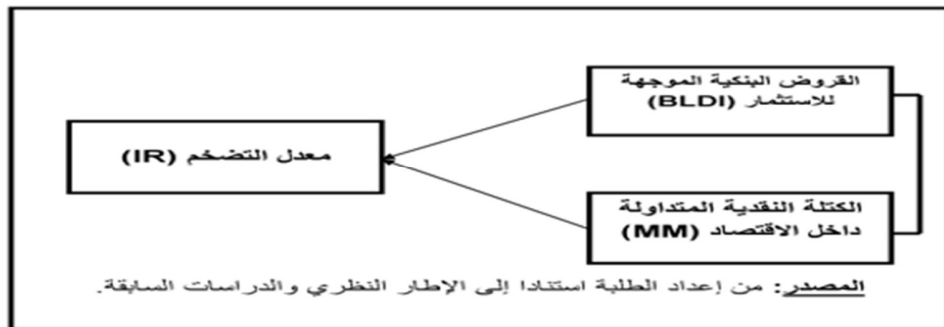 القروض البنكية الموجهة
للاستثمار (BLDI)
معدل التضخم (IR)
الكتلة النقدية المتداولة
داخل الاقتصاد (MM)
المصدر: من إعداد الطلبة استنادا إلى الإطار النظري والدراسات السابقة.